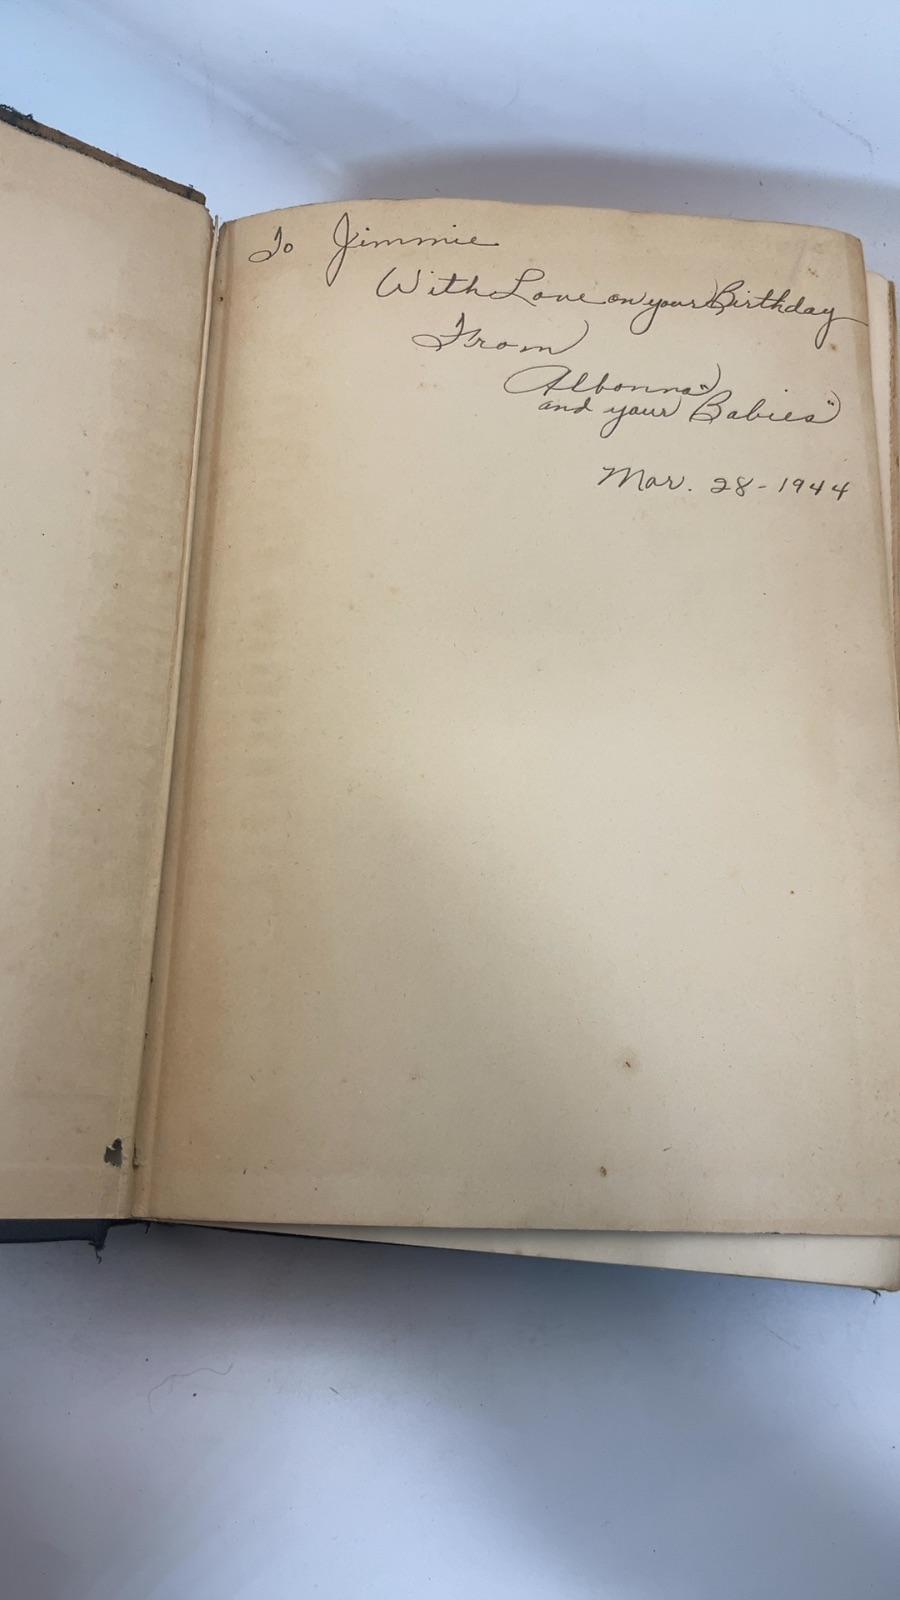 To Jimmie
With Love on your Birthday
From
Albonna
and your "Babies"
Mar. 28 - 1944